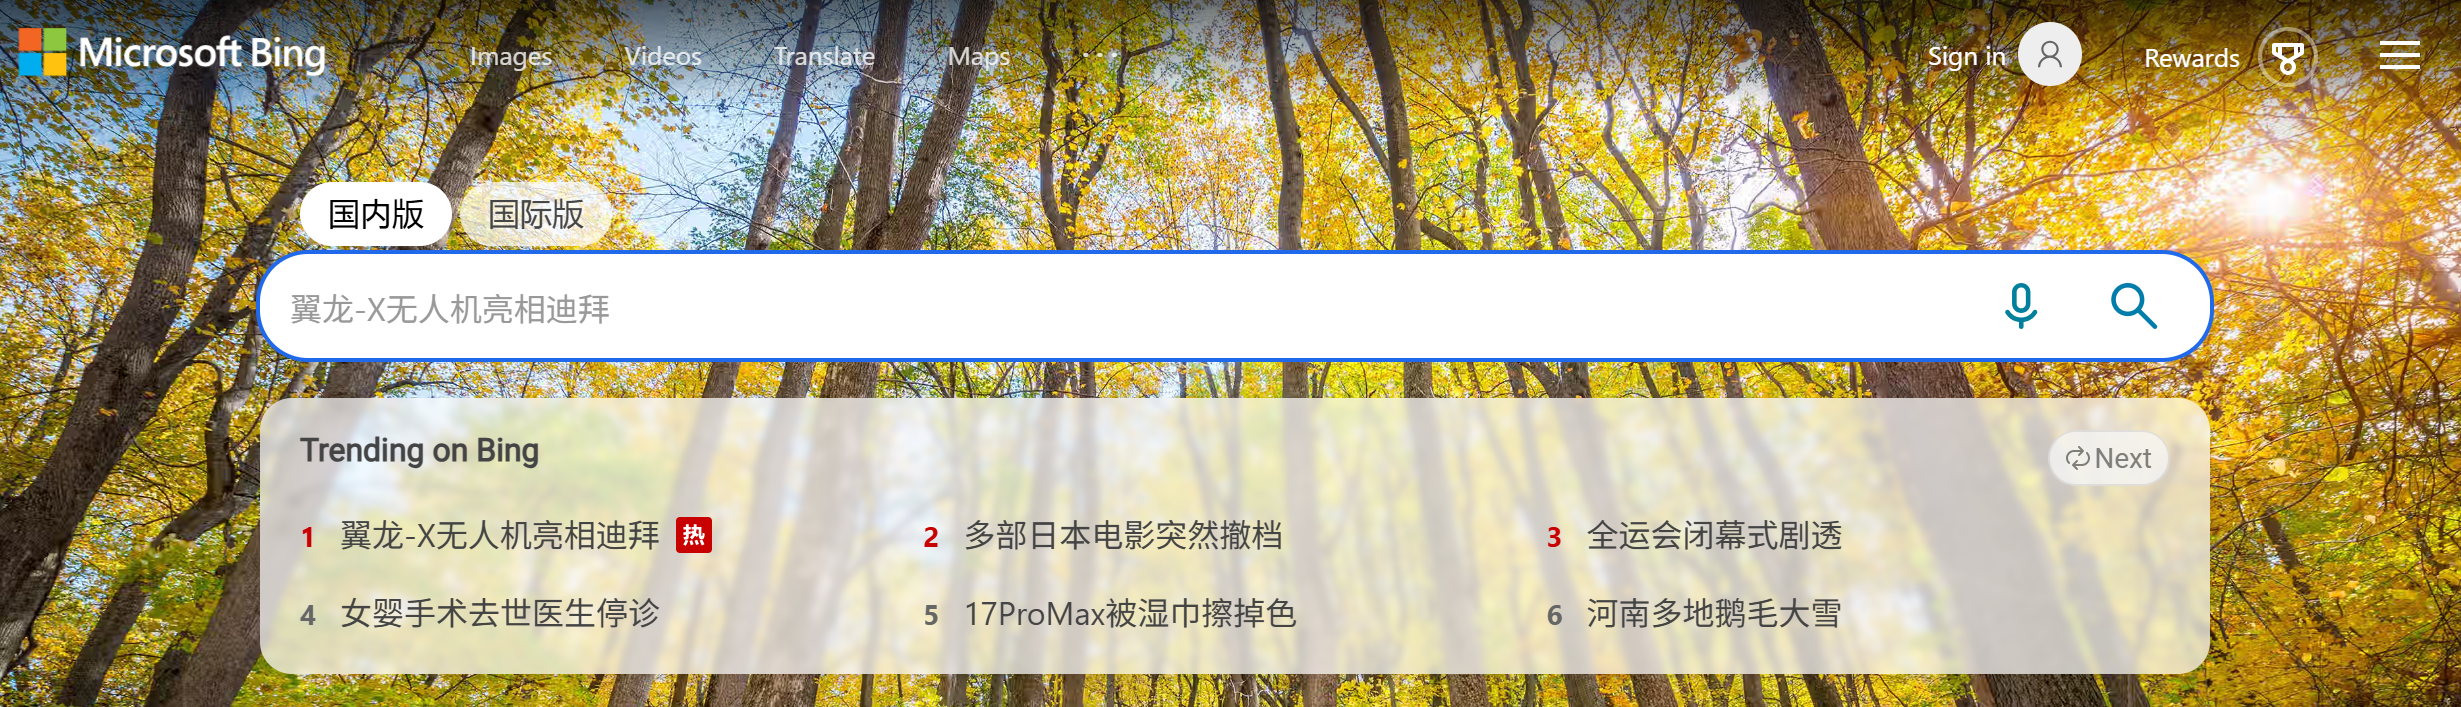 Microsoft Bing
Images Videos Translate Maps ...
Sign in Rewards
国内版 国际版
翼龙-X无人机亮相迪拜
Trending on Bing
Next
1 翼龙-X无人机亮相迪拜 热
2 多部日本电影突然撤档
3 全运会闭幕式剧透
4 女婴手术去世医生停诊
5 17ProMax被湿巾擦掉色
6 河南多地鹅毛大雪